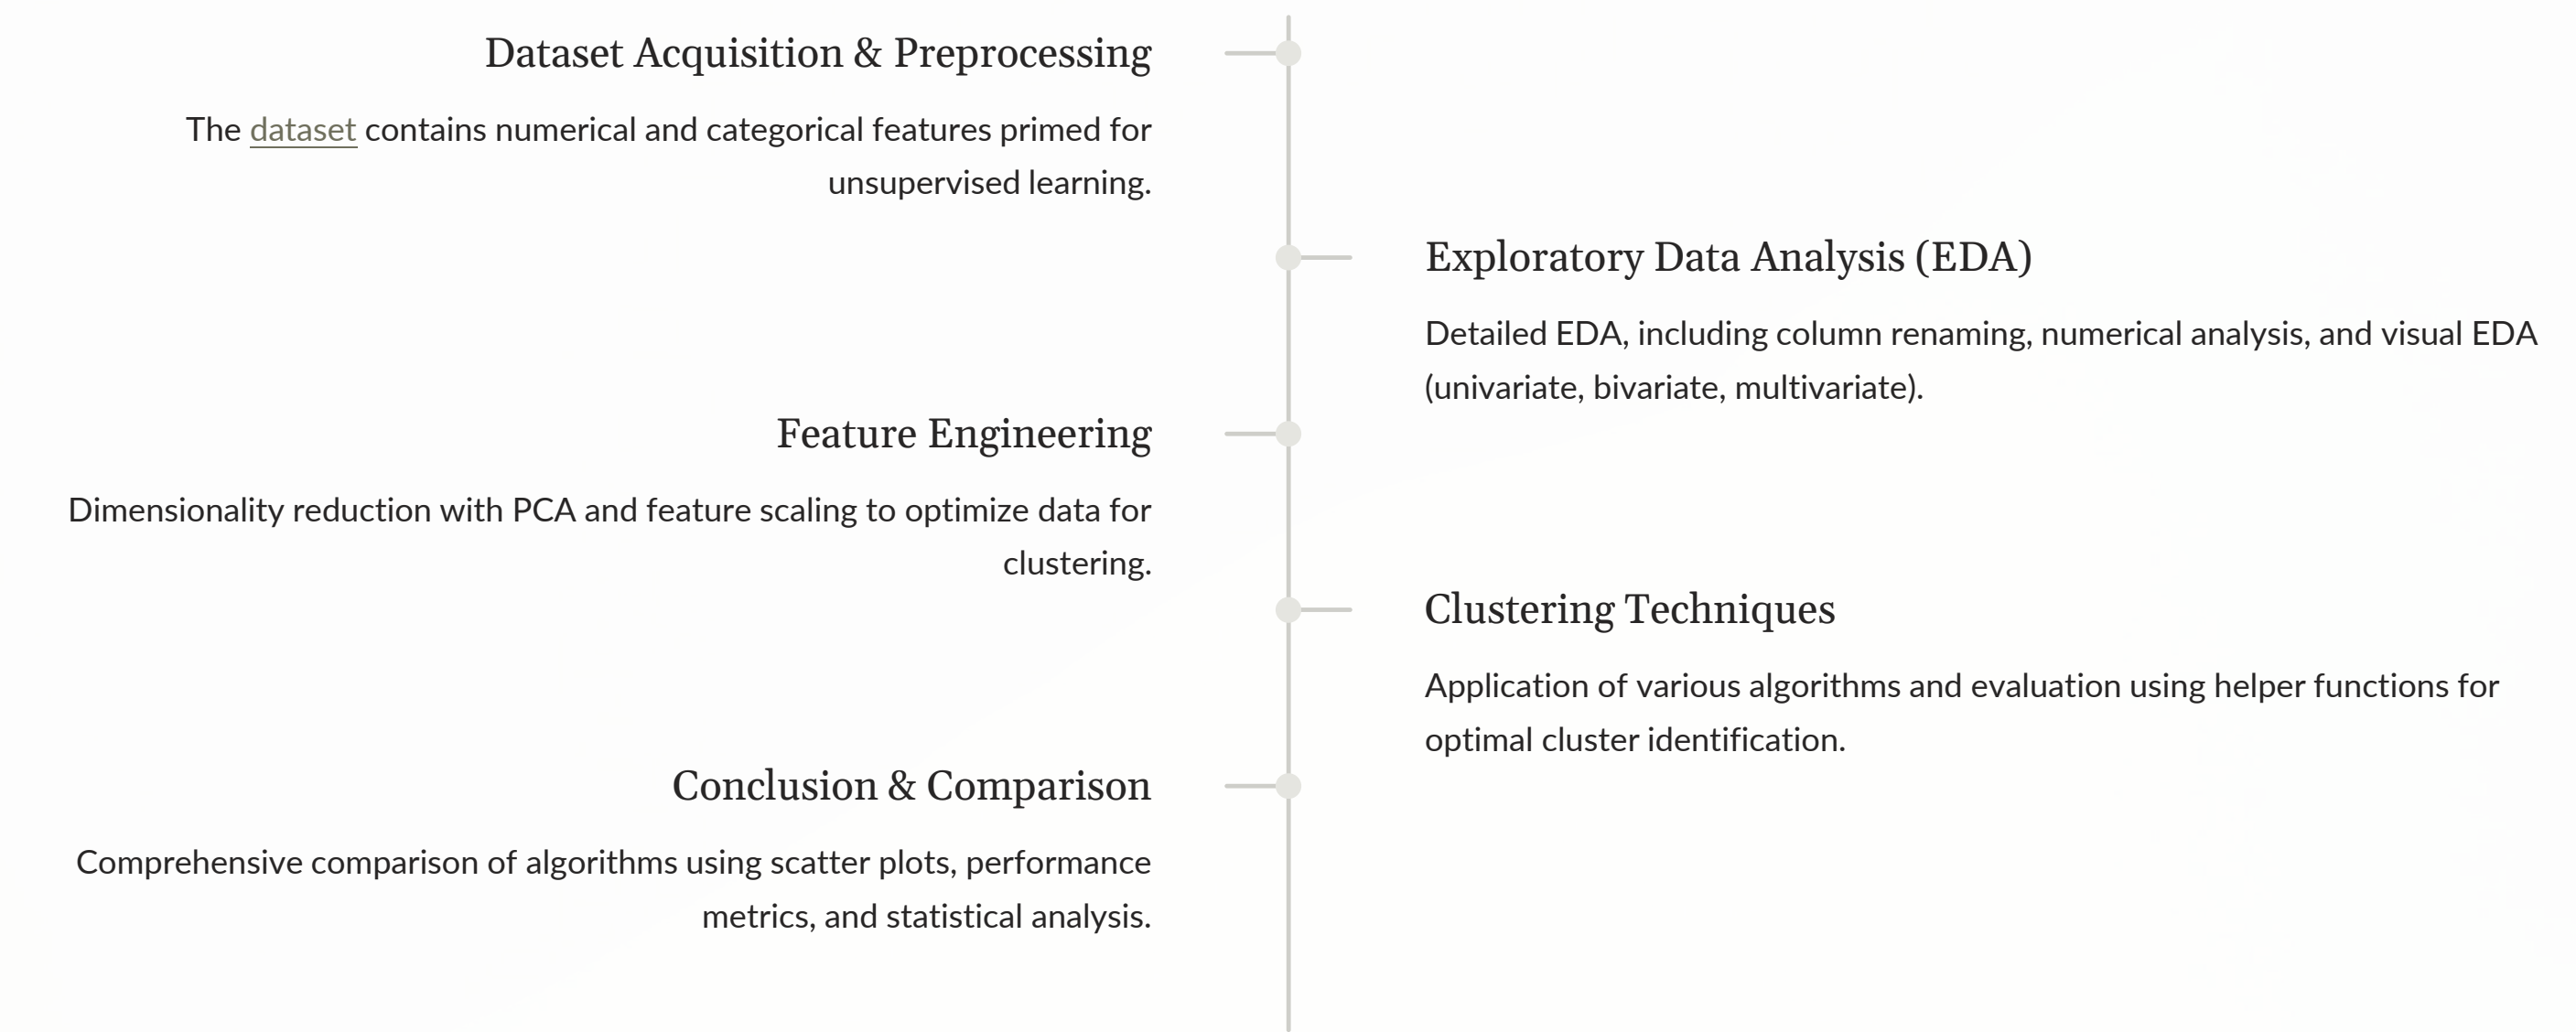 Dataset Acquisition & Preprocessing
The dataset contains numerical and categorical features primed for
unsupervised learning.
Exploratory Data Analysis (EDA)
Detailed EDA, including column renaming, numerical analysis, and visual EDA
(univariate, bivariate, multivariate).
Feature Engineering
Dimensionality reduction with PCA and feature scaling to optimize data for
clustering.
Clustering Techniques
Application of various algorithms and evaluation using helper functions for
optimal cluster identification.
Conclusion & Comparison
Comprehensive comparison of algorithms using scatter plots, performance
metrics, and statistical analysis.